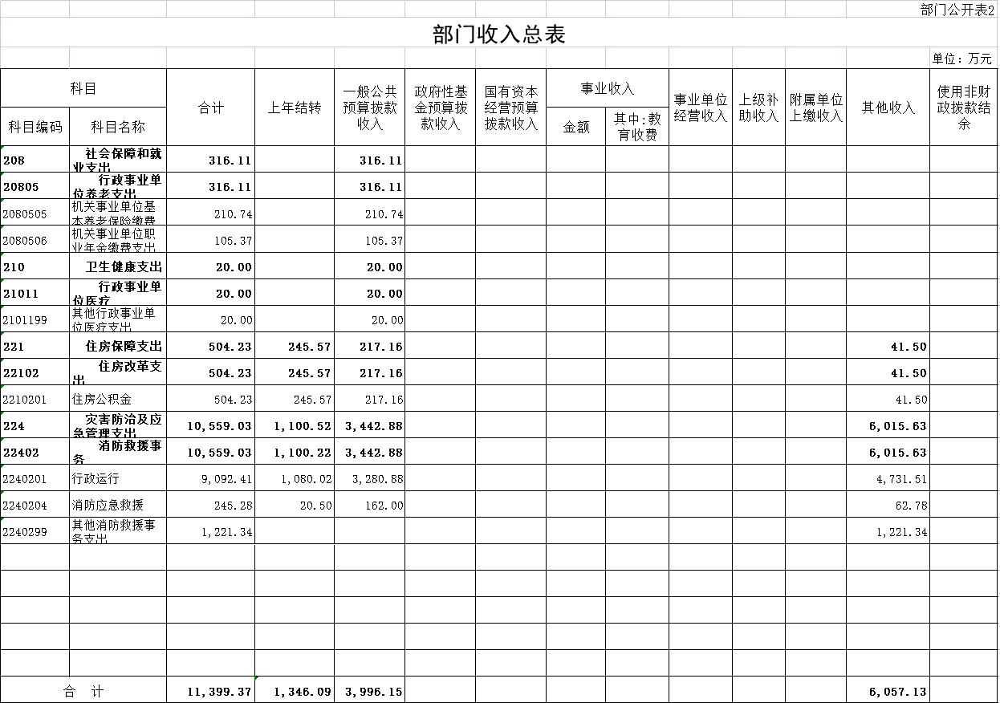 部门公开表2
部门收入总表
单位：万元
科目 合计 上年结转 一般公共预算拨款收入 政府性基金预算拨款收入 国有资本经营预算拨款收入 事业收入 事业单位经营收入 上级补助收入 附属单位上缴收入 其他收入 使用非财政拨款结余
科目编码 科目名称 金额 其中:教育收费
208 社会保障和就业支出 316.11 316.11
20805 行政事业单位养老支出 316.11 316.11
2080505 机关事业单位基本养老保险缴费 210.74 210.74
2080506 机关事业单位职业年金缴费支出 105.37 105.37
210 卫生健康支出 20.00 20.00
21011 行政事业单位医疗 20.00 20.00
2101199 其他行政事业单位医疗支出 20.00 20.00
221 住房保障支出 504.23 245.57 217.16 41.50
22102 住房改革支出 504.23 245.57 217.16 41.50
2210201 住房公积金 504.23 245.57 217.16 41.50
224 灾害防治及应急管理支出 10,559.03 1,100.52 3,442.88 6,015.63
22402 消防救援事务 10,559.03 1,100.22 3,442.88 6,015.63
2240201 行政运行 9,092.41 1,080.02 3,280.88 4,731.51
2240204 消防应急救援 245.28 20.50 162.00 62.78
2240299 其他消防救援事务支出 1,221.34 1,221.34
合 计 11,399.37 1,346.09 3,996.15 6,057.13